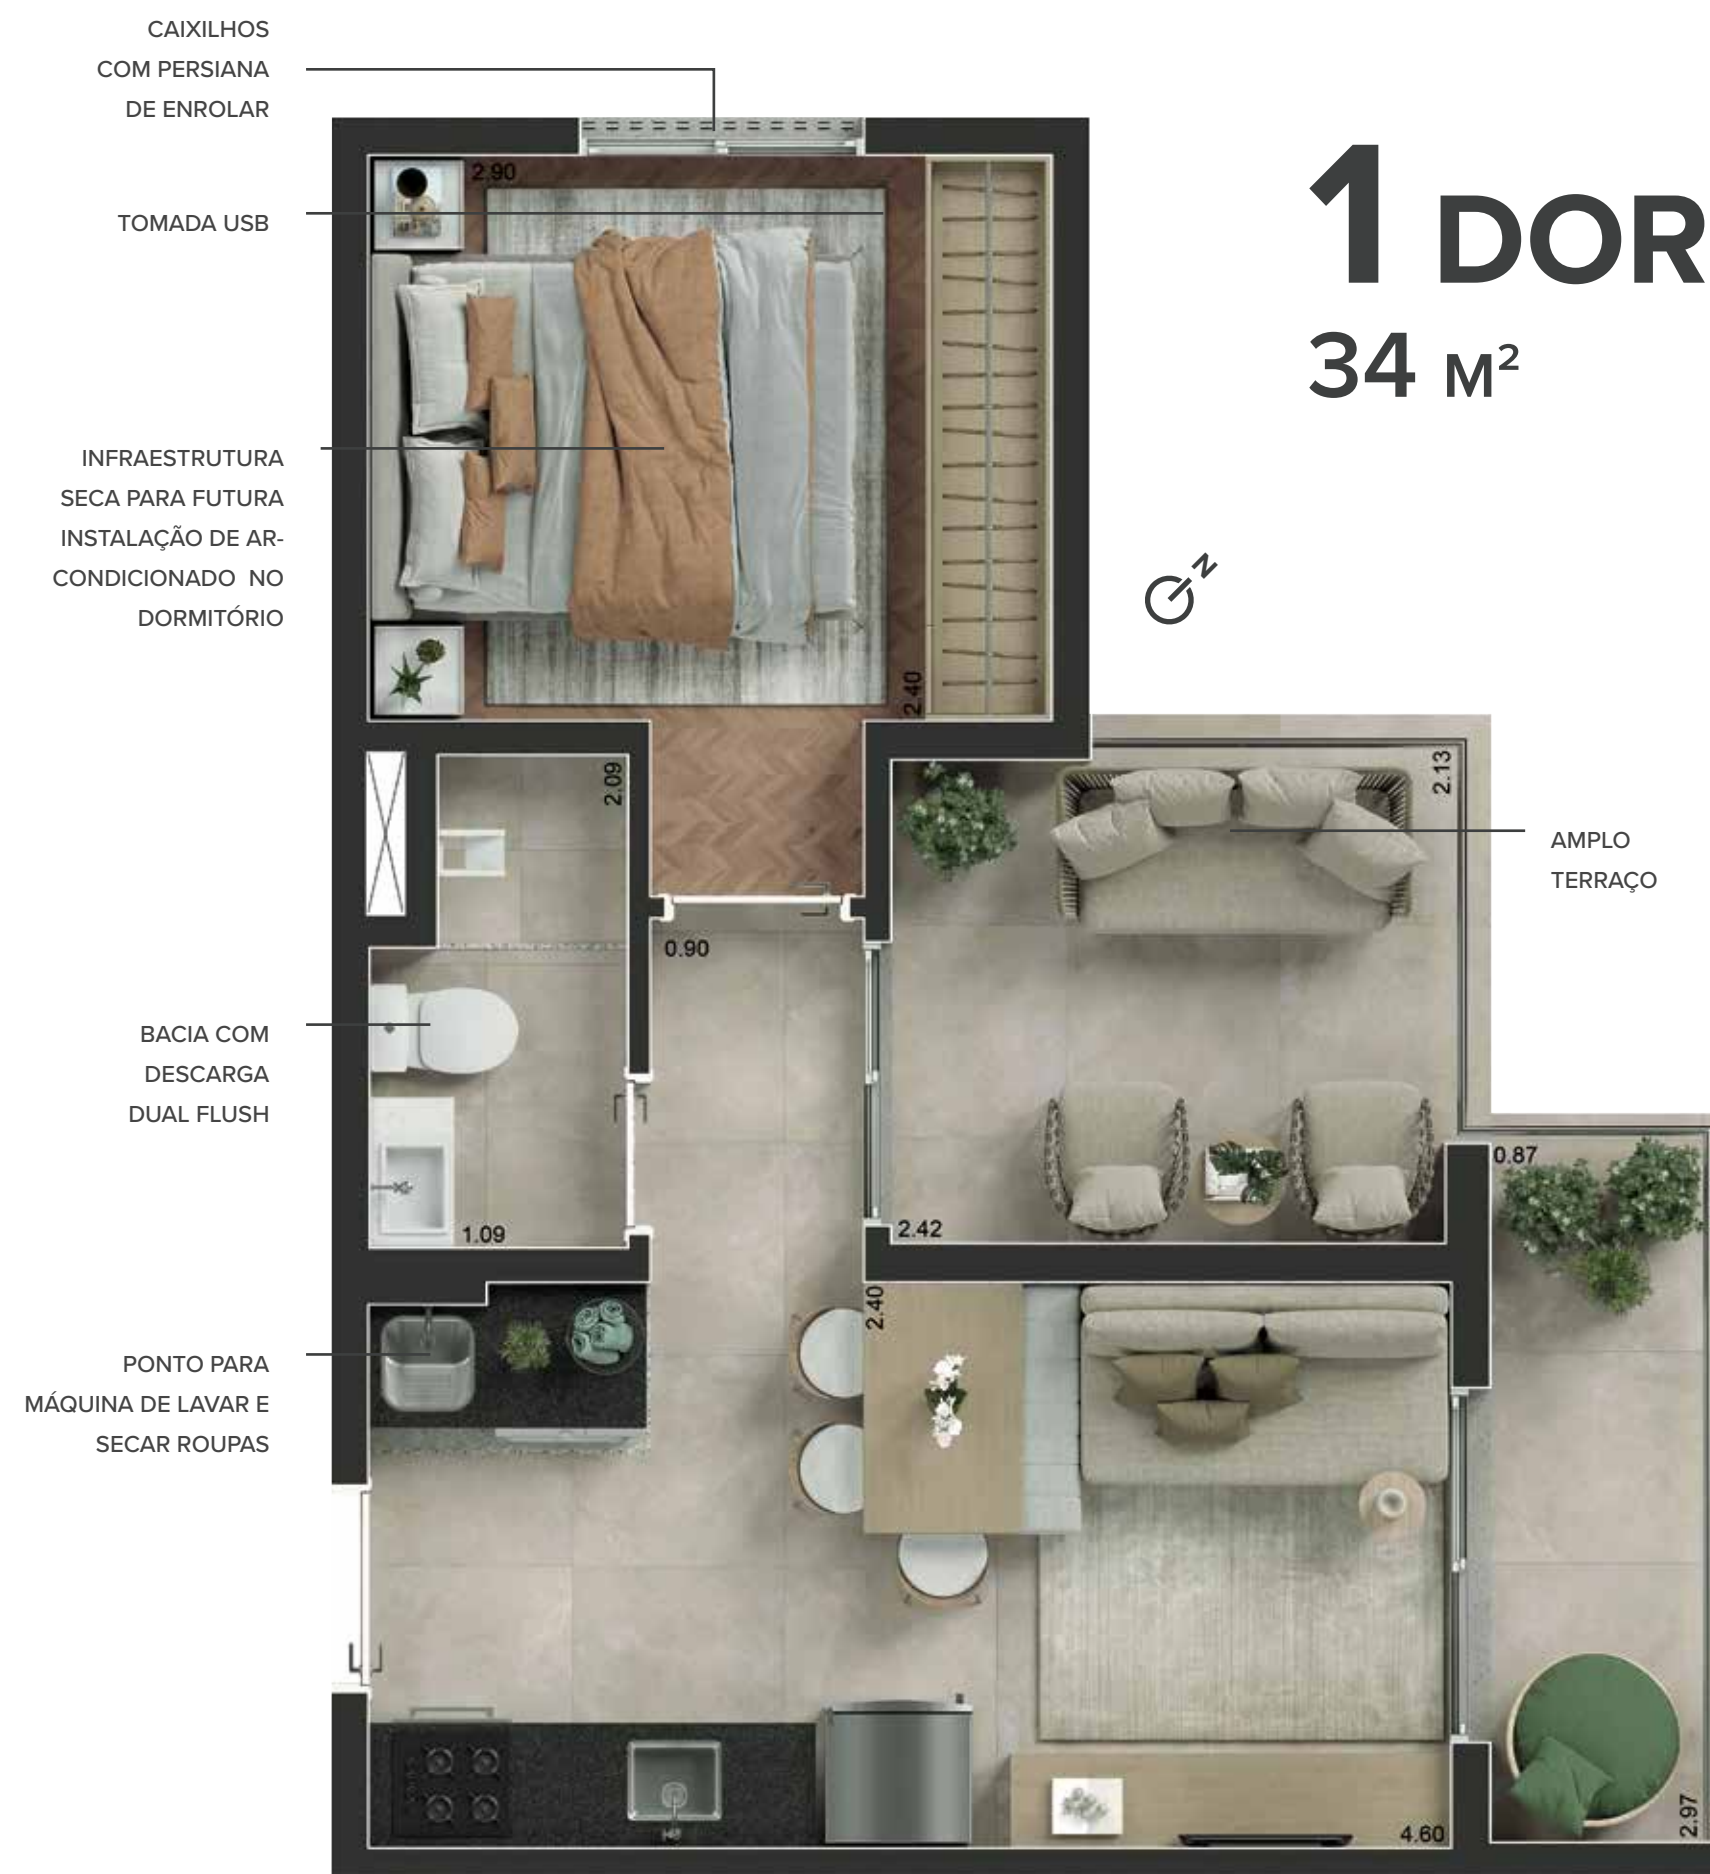 CAIXILHOS
COM PERSIANA
DE ENROLAR
1 DOR
34 M²
2.90
TOMADA USB
INFRAESTRUTURA
SECA PARA FUTURA
INSTALAÇÃO DE AR-
CONDICIONADO NO
DORMITÓRIO
N
2.40
2.09
2.13
AMPLO
TERRAÇO
0.90
BACIA COM
DESCARGA
DUAL FLUSH
0.87
1.09
2.42
2.40
PONTO PARA
MÁQUINA DE LAVAR E
SECAR ROUPAS
2.97
4.60